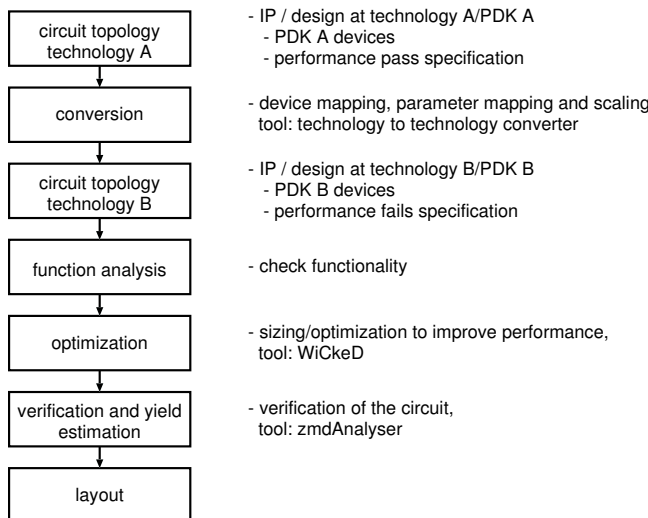 circuit topology
technology A
- IP / design at technology A/PDK A
- PDK A devices
- performance pass specification
conversion
- device mapping, parameter mapping and scaling
tool: technology to technology converter
circuit topology
technology B
- IP / design at technology B/PDK B
- PDK B devices
- performance fails specification
function analysis
- check functionality
optimization
- sizing/optimization to improve performance,
tool: WiCkeD
verification and yield
estimation
- verification of the circuit,
tool: zmdAnalyser
layout